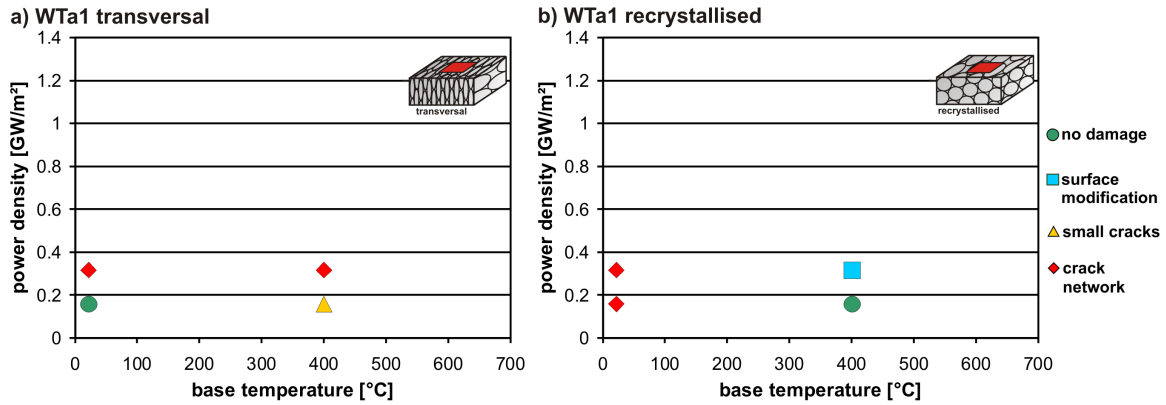 a) WTa1 transversal
1.4
1.2
1
0.8
0.6
0.4
0.2
0
power density [GW/m²]
transversal
0 100 200 300 400 500 600 700
base temperature [°C]
b) WTa1 recrystallised
1.4
1.2
1
0.8
0.6
0.4
0.2
0
power density [GW/m²]
recrystallised
0 100 200 300 400 500 600 700
base temperature [°C]
no damage
surface
modification
small cracks
crack
network